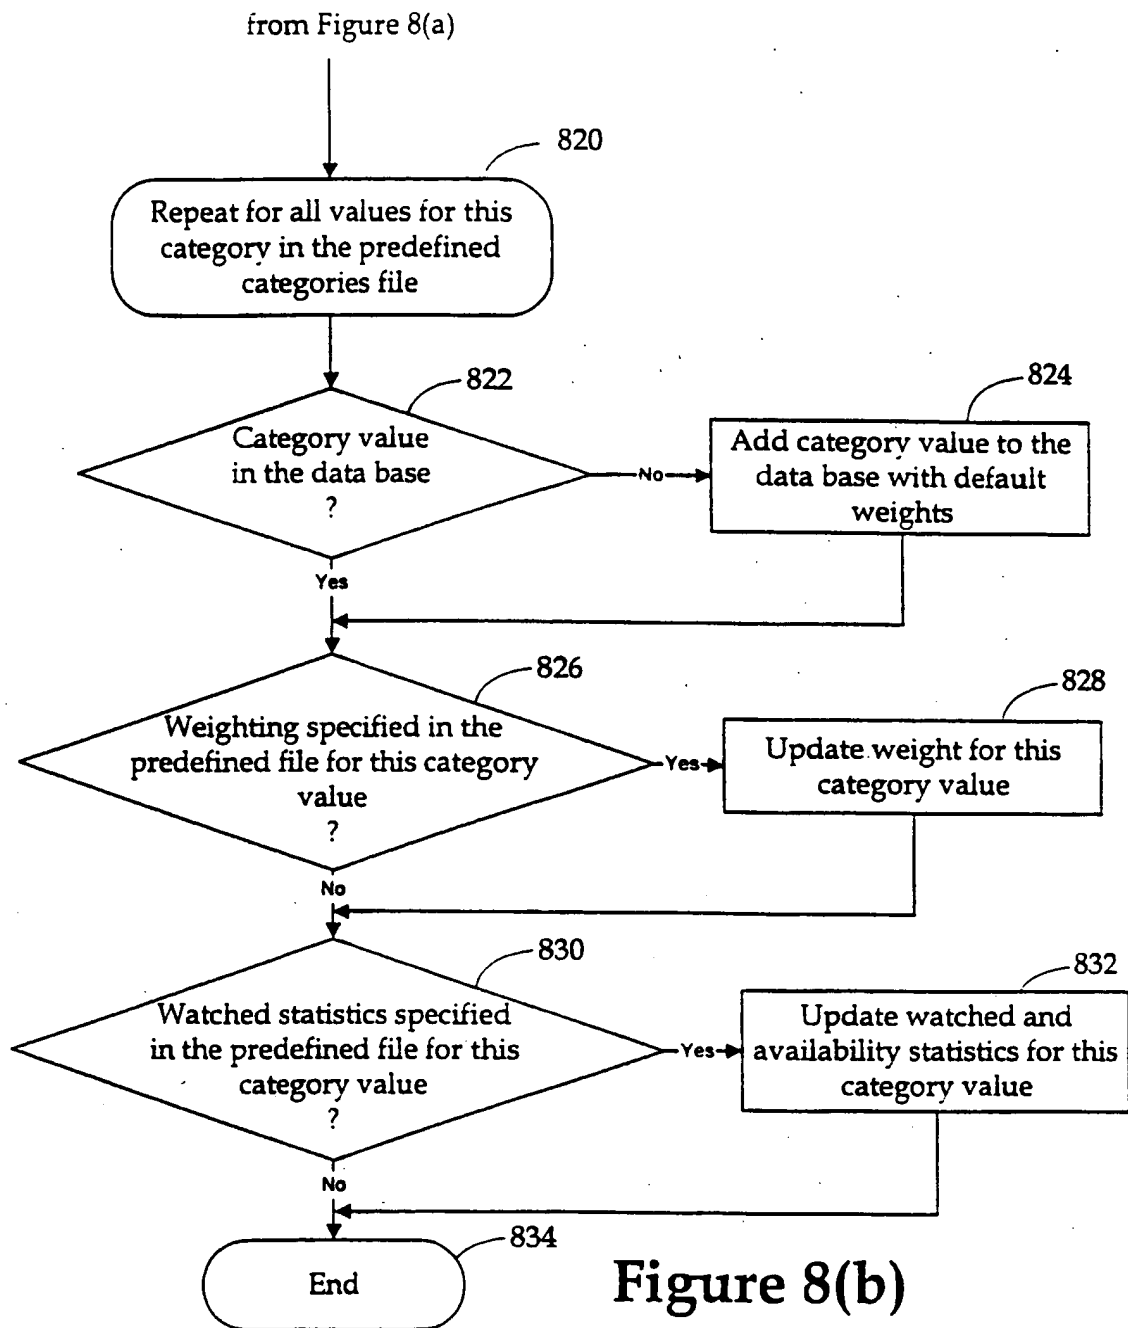 from Figure 8(a)
820
Repeat for all values for this
category in the predefined
categories file
822
Category value
in the data base
?
No
824
Add category value to the
data base with default
weights
Yes
826
Weighting specified in the
predefined file for this category
value
?
Yes
828
Update weight for this
category value
No
830
Watched statistics specified
in the predefined file for this
category value
?
Yes
832
Update watched and
availability statistics for this
category value
No
834
End
Figure 8(b)